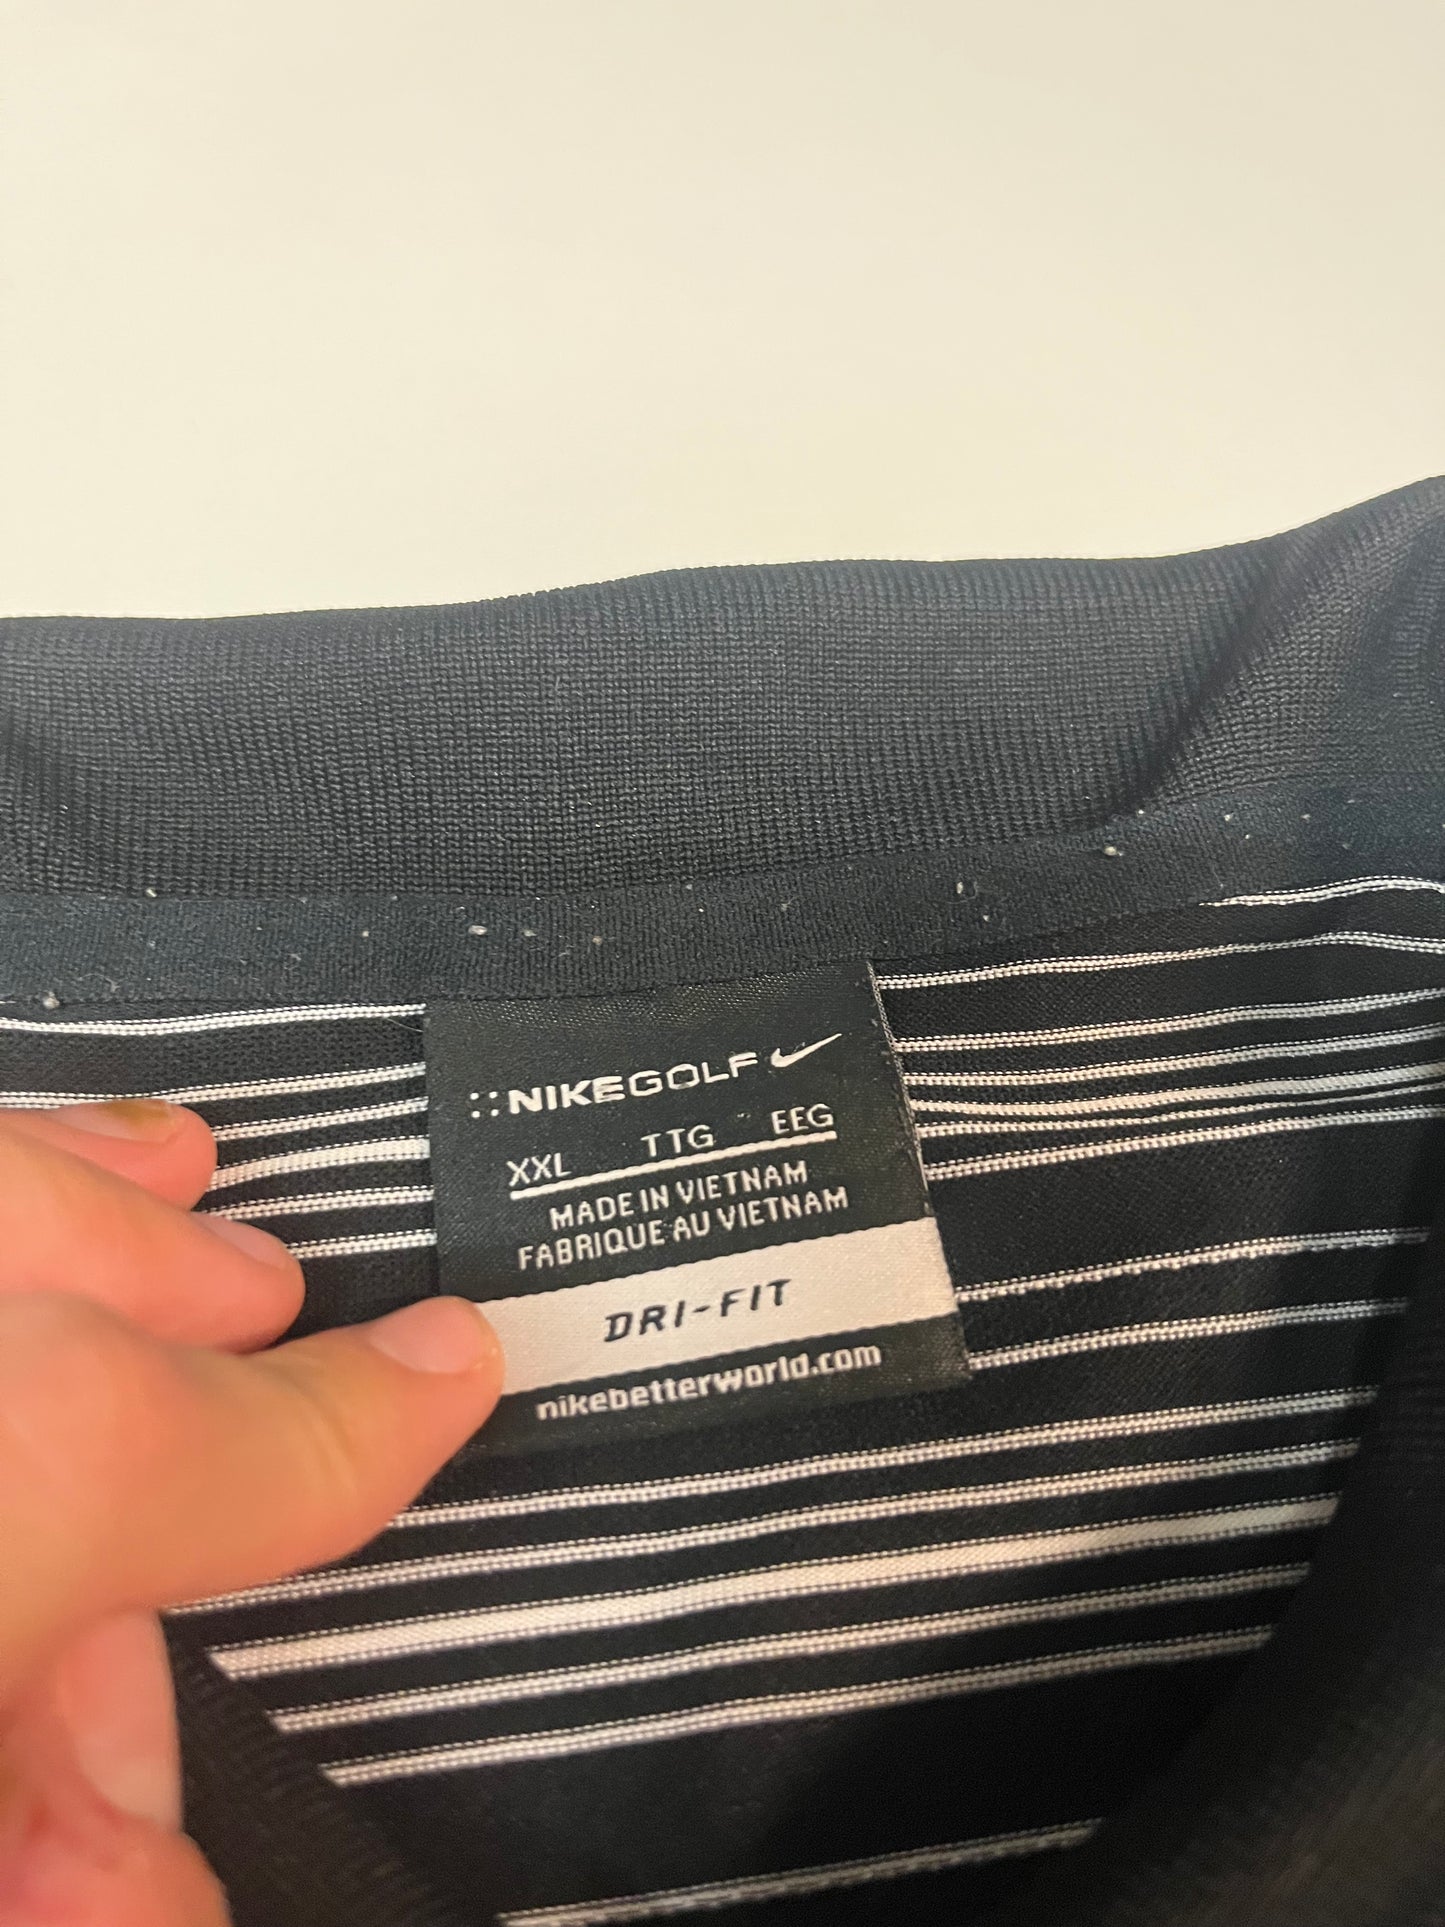 NIKEGOLF
XXL TTG EEG
MADE IN VIETNAM
FABRIQUE AU VIETNAM
DRI-FIT
nikebetterworld.com